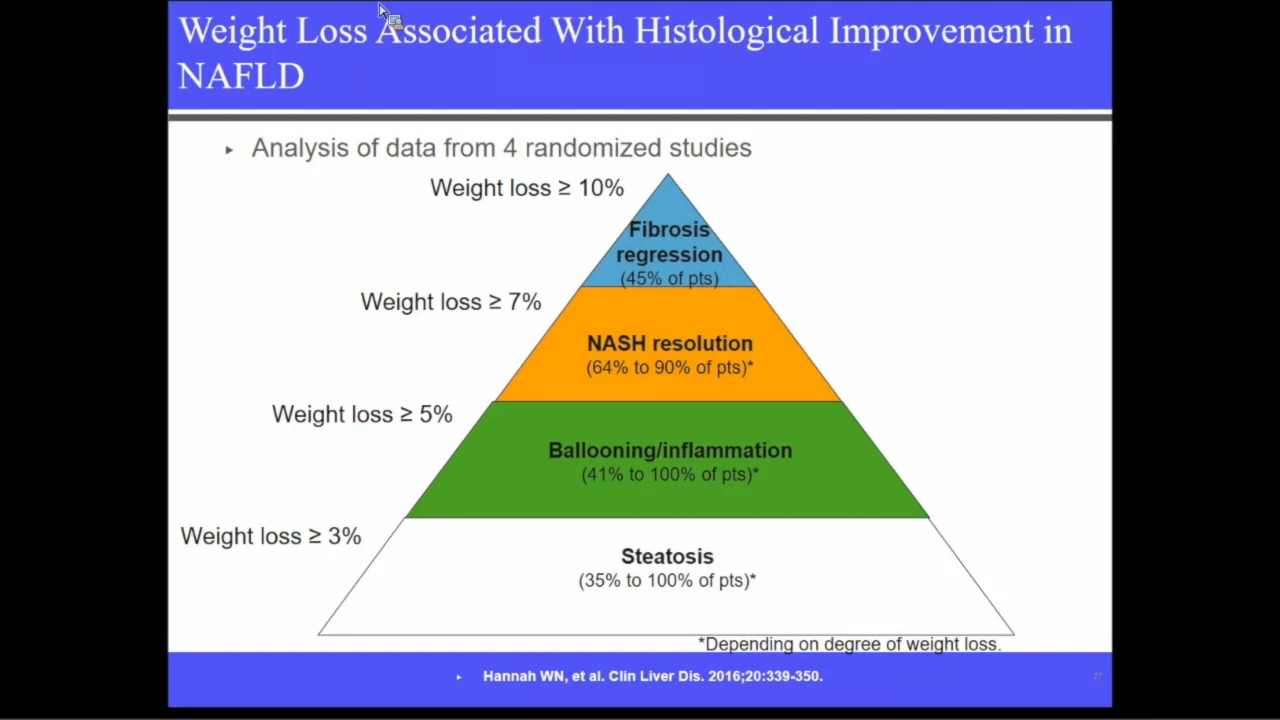 Weight Loss Associated With Histological Improvement in
NAFLD
▸ Analysis of data from 4 randomized studies
Weight loss ≥ 10%
Fibrosis
regression
(45% of pts)
Weight loss ≥ 7%
NASH resolution
(64% to 90% of pts)*
Weight loss ≥ 5%
Ballooning/inflammation
(41% to 100% of pts)*
Weight loss ≥ 3%
Steatosis
(35% to 100% of pts)*
*Depending on degree of weight loss.
▸ Hannah WN, et al. Clin Liver Dis. 2016;20:339-350.
27